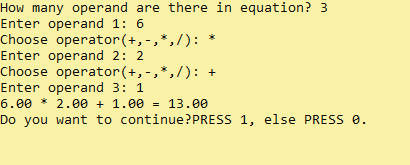 How many operand are there in equation? 3
Enter operand 1: 6
Choose operator(+,-,*,/): *
Enter operand 2: 2
Choose operator(+,-,*,/): +
Enter operand 3: 1
6.00 * 2.00 + 1.00 = 13.00
Do you want to continue?PRESS 1, else PRESS 0.